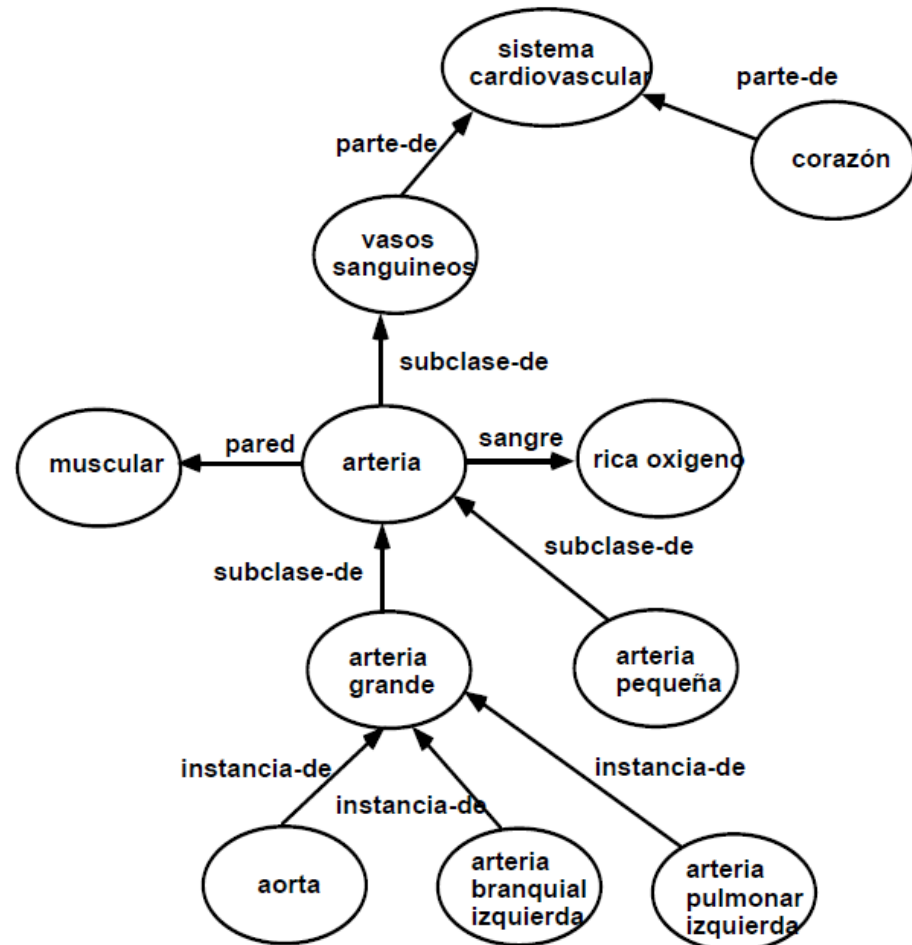 sistema
cardiovascular
parte-de
parte-de
corazón
vasos
sanguineos
subclase-de
muscular
pared
arteria
sangre
rica oxigeno
subclase-de
subclase-de
arteria
grande
arteria
pequeña
instancia-de
instancia-de
instancia-de
aorta
arteria
branquial
izquierda
arteria
pulmonar
izquierda